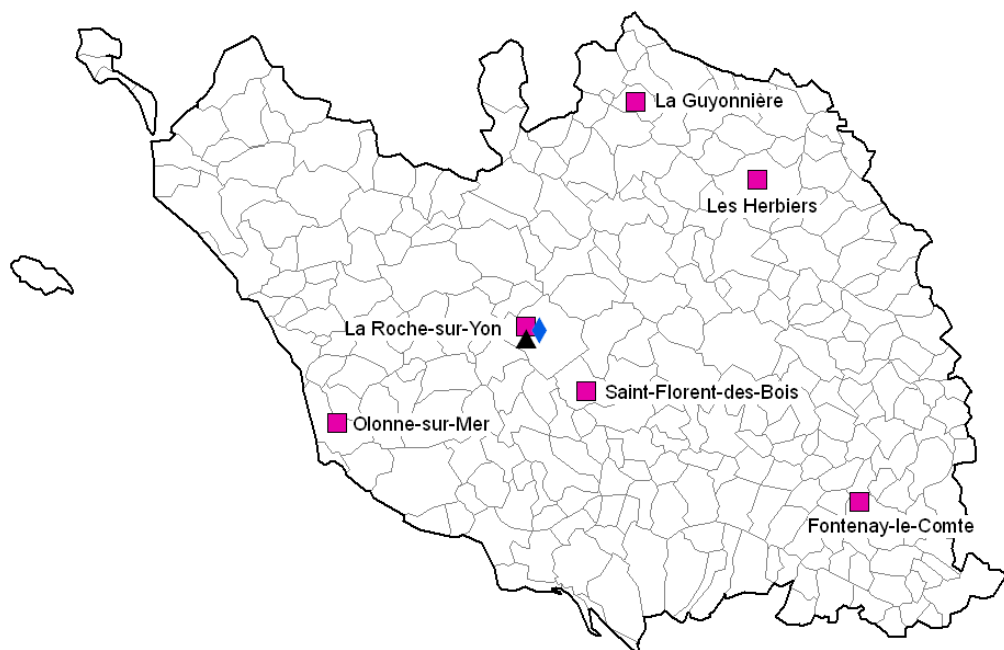 La Guyonnière
Les Herbiers
La Roche-sur-Yon
Saint-Florent-des-Bois
Olonne-sur-Mer
Fontenay-le-Comte